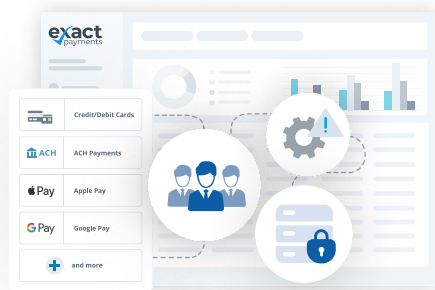 exact
payments
Credit/Debit Cards
ACH
ACH Payments
Pay
Apple Pay
G Pay
Google Pay
and more